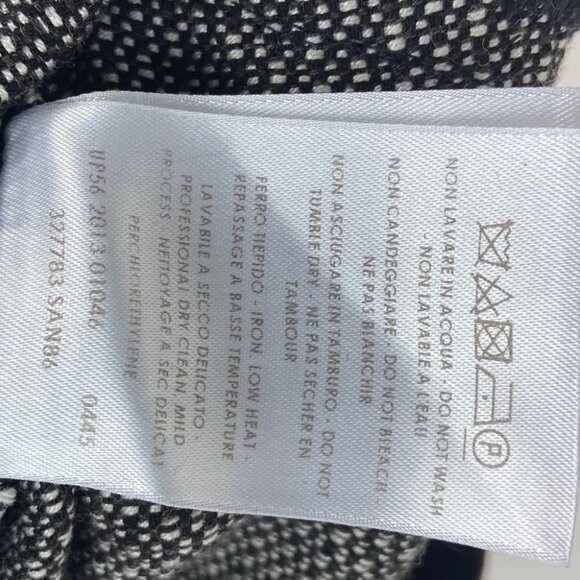 NON LAVARE IN ACQUA - DO NOT WASH
- NON LAVABLE A L'EAU
NON CANDEGGIARE - DO NOT BLEACH
NE PAS BLANCHIR
NON ASCIUGARE IN TAMBURO - DO NOT
TUMBLE DRY - NE PAS SECHER EN
TAMBOUR
FERRO TIEPIDO - IRON LOW HEAT -
REPASSAGE A BASSE TEMPERATURE
LAVABILE A SECCO DELICATO -
PROFESSIONAL DRY CLEAN, MILD
PROCESS - NETTOYAGE A SEC DELICAT
PERCHLOMETHYLENE
UP56 2013 01046 0445
397783 SAN86